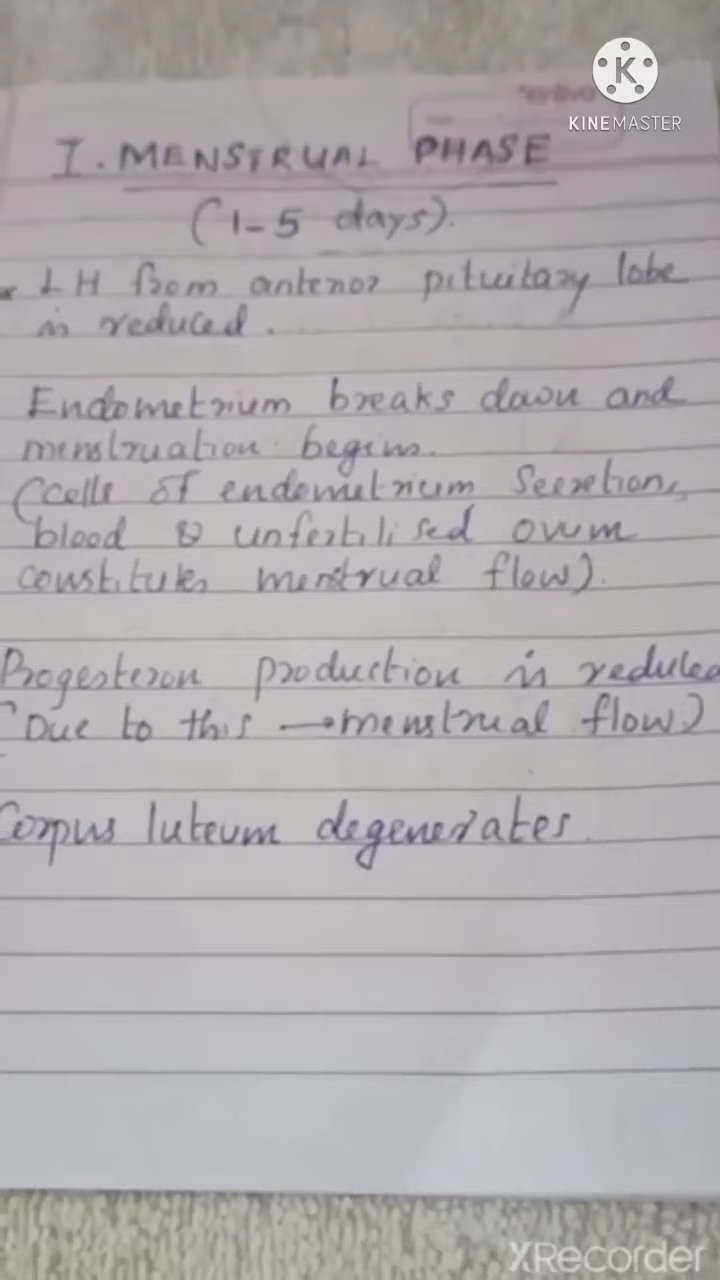 KINEMASTER
I. MENSTRUAL PHASE
(1-5 days).
LH from anterior pituitary lobe
is reduced.
Endometrium breaks down and
menstruation begins.
(Cells of endometrium Secretion,
blood & unfertilised ovum
constitutes menstrual flow).
Progesteron production is reduced
(Due to this → menstrual flow)
Corpus luteum degenerates.
XRecorder